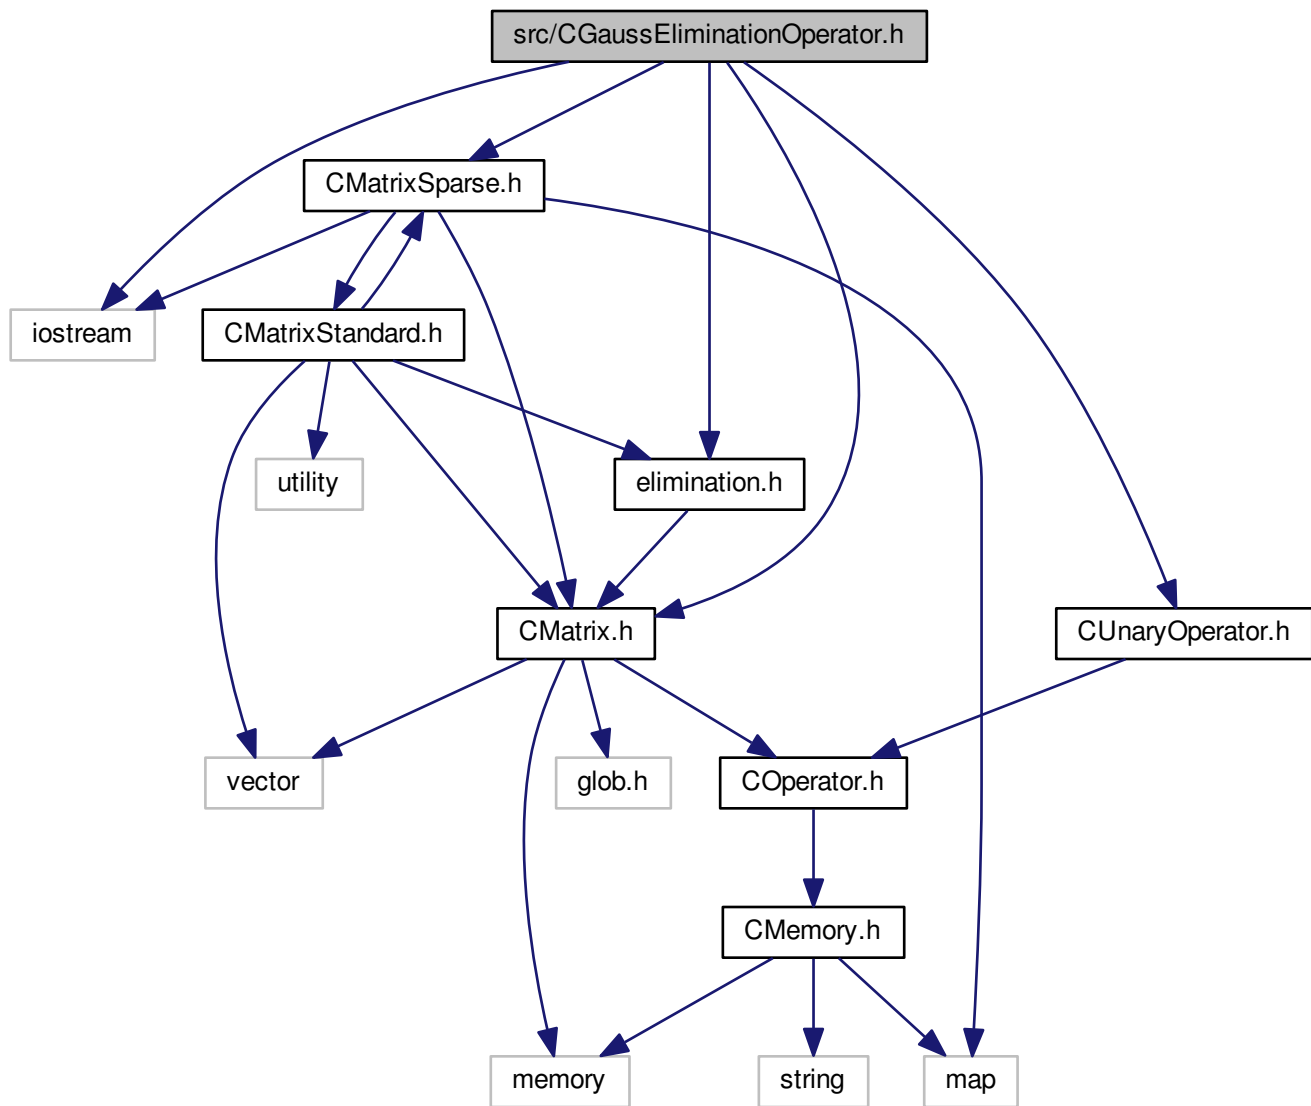 src/CGaussEliminationOperator.h
CMatrixSparse.h
iostream
CMatrixStandard.h
utility
elimination.h
CMatrix.h
CUnaryOperator.h
vector
glob.h
COperator.h
CMemory.h
memory
string
map